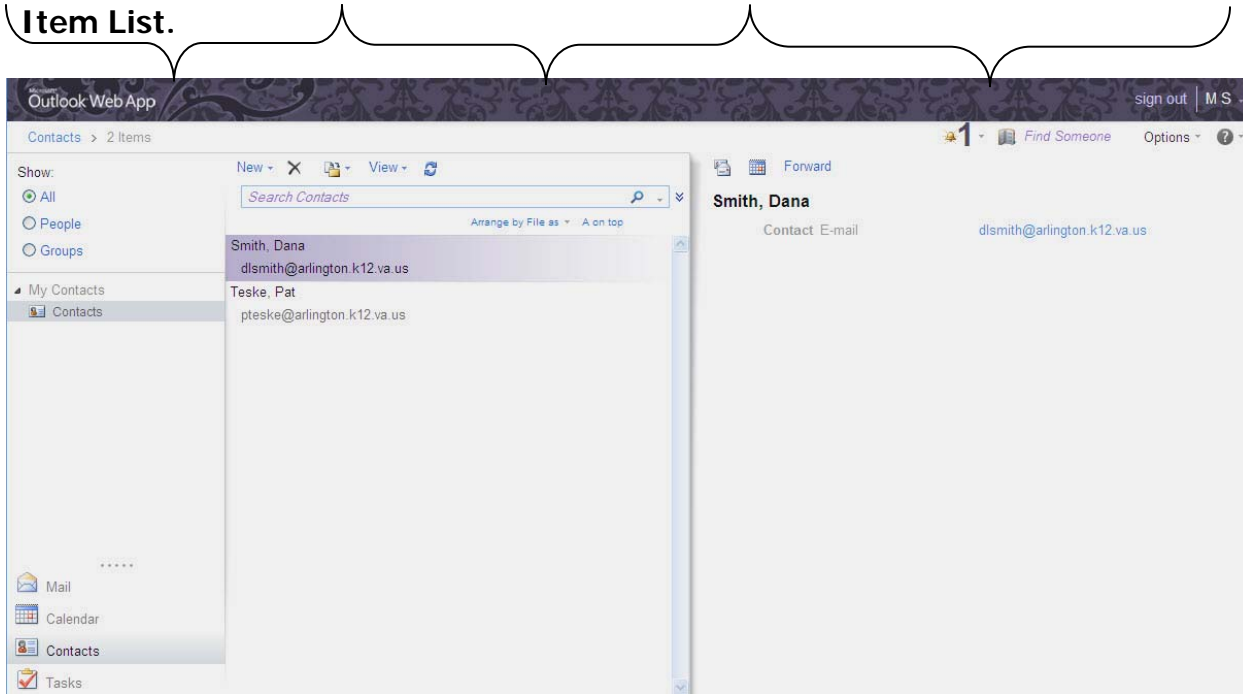 Item List.
Microsoft
Outlook Web App
sign out | M S
Contacts > 2 Items
1
Find Someone
Options
Show:
All
People
Groups
My Contacts
Contacts
Mail
Calendar
Contacts
Tasks
New
View
Search Contacts
Arrange by File as
A on top
Smith, Dana
dlsmith@arlington.k12.va.us
Teske, Pat
pteske@arlington.k12.va.us
Forward
Smith, Dana
Contact E-mail
dlsmith@arlington.k12.va.us